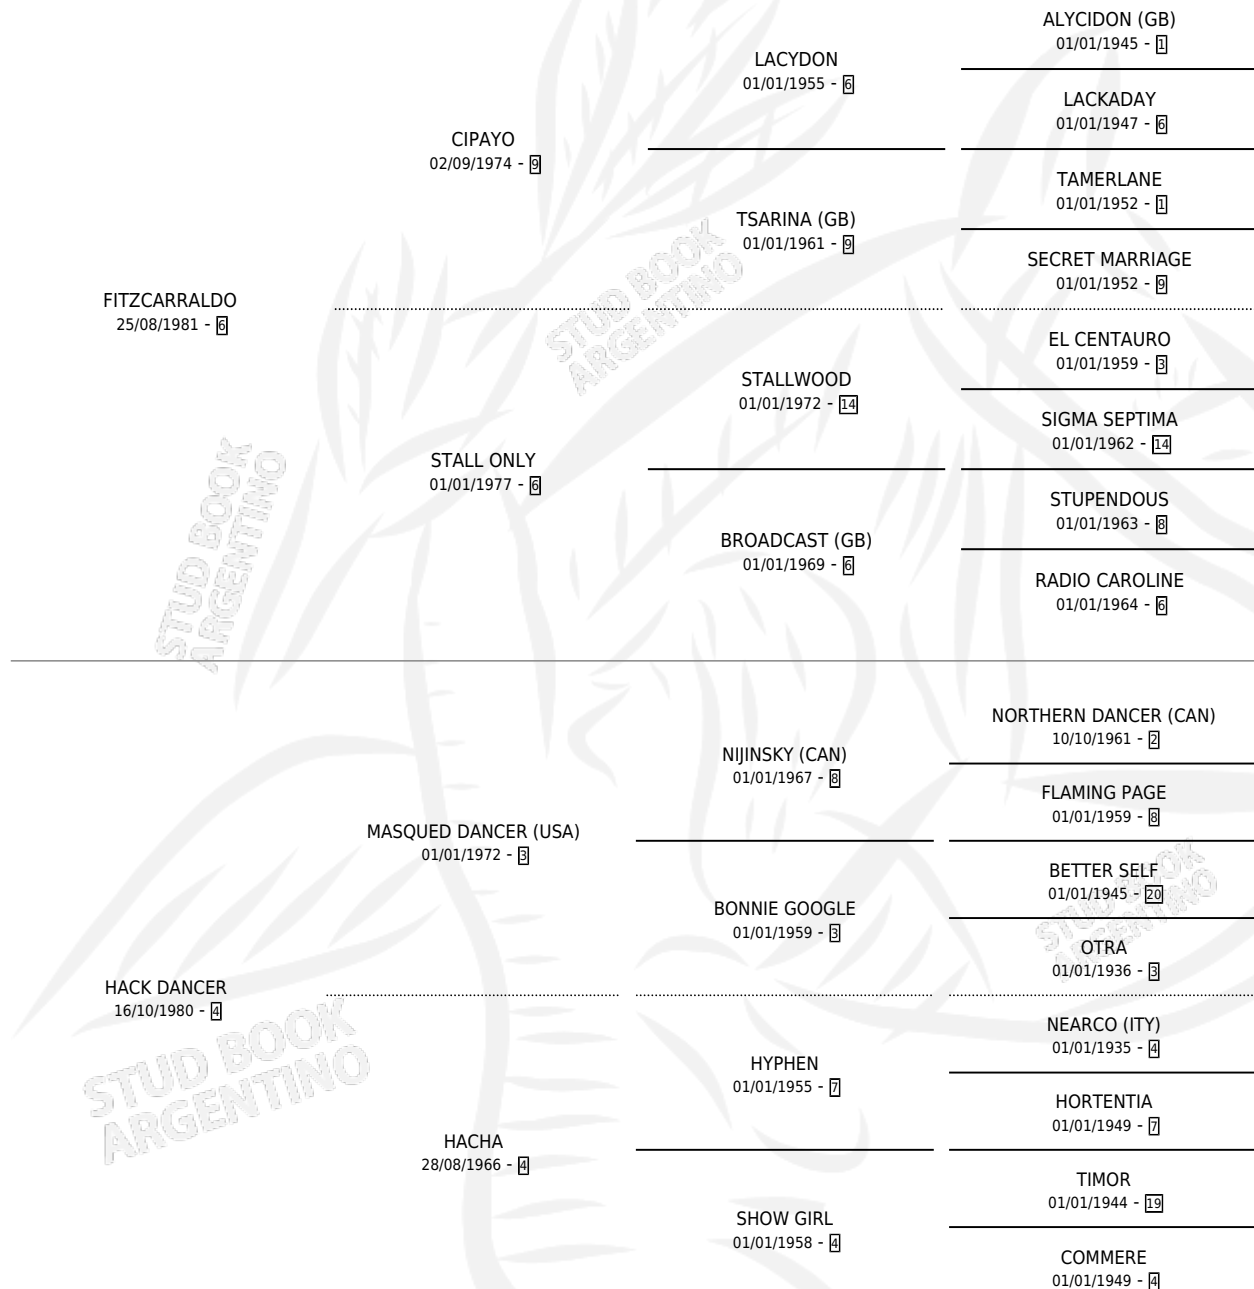 ALYCIDON (GB)
01/01/1945 - 1
LACYDON
01/01/1955 - 6
LACKADAY
01/01/1947 - 6
CIPAYO
02/09/1974 - 9
TAMERLANE
01/01/1952 - 1
TSARINA (GB)
01/01/1961 - 9
SECRET MARRIAGE
01/01/1952 - 9
FITZCARRALDO
25/08/1981 - 6
STUD BOOK
ARGENTINO
EL CENTAURO
01/01/1959 - 3
STALLWOOD
01/01/1972 - 14
SIGMA SEPTIMA
01/01/1962 - 14
STALL ONLY
01/01/1977 - 6
STUPENDOUS
01/01/1963 - 8
BROADCAST (GB)
01/01/1969 - 6
RADIO CAROLINE
01/01/1964 - 6
STUD BOOK
ARGENTINO
NORTHERN DANCER (CAN)
10/10/1961 - 2
NIJINSKY (CAN)
01/01/1967 - 8
FLAMING PAGE
01/01/1959 - 8
MASQUED DANCER (USA)
01/01/1972 - 3
BETTER SELF
01/01/1945 - 20
BONNIE GOOGLE
01/01/1959 - 3
STUD BOOK
ARGENTINO
OTRA
01/01/1936 - 3
HACK DANCER
16/10/1980 - 4
STUD BOOK
ARGENTINO
NEARCO (ITY)
01/01/1935 - 4
HYPHEN
01/01/1955 - 7
HORTENTIA
01/01/1949 - 7
HACHA
28/08/1966 - 4
TIMOR
01/01/1944 - 19
SHOW GIRL
01/01/1958 - 4
COMMERE
01/01/1949 - 4